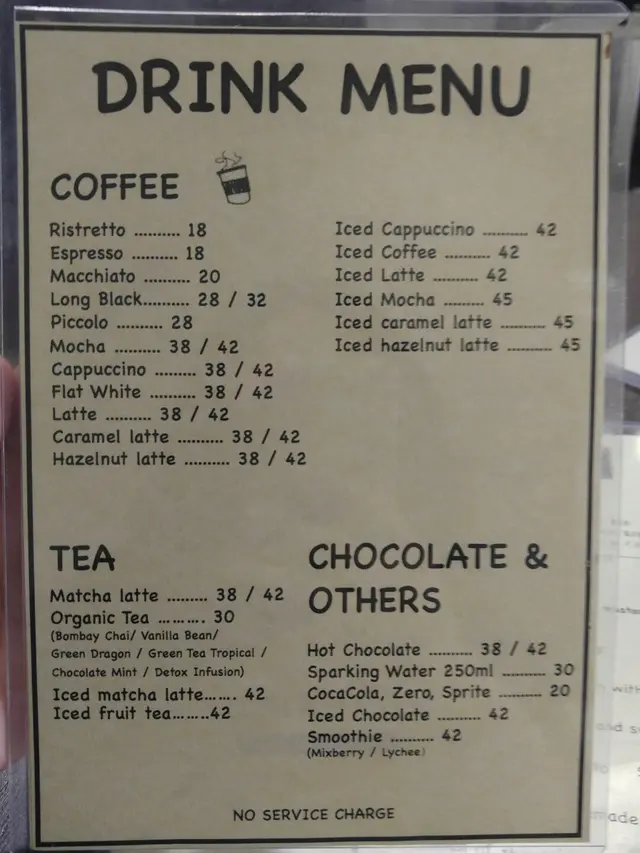 DRINK MENU
COFFEE
Ristretto .......... 18
Espresso .......... 18
Macchiato .......... 20
Long Black.......... 28 / 32
Piccolo .......... 28
Mocha .......... 38 / 42
Cappuccino ......... 38 / 42
Flat White .......... 38 / 42
Latte .......... 38 / 42
Caramel latte .......... 38 / 42
Hazelnut latte .......... 38 / 42
Iced Cappuccino .......... 42
Iced Coffee .......... 42
Iced Latte .......... 42
Iced Mocha ......... 45
Iced caramel latte .......... 45
Iced hazelnut latte .......... 45
TEA
Matcha latte ......... 38 / 42
Organic Tea .......... 30
(Bombay Chai/ Vanilla Bean/
Green Dragon / Green Tea Tropical /
Chocolate Mint / Detox Infusion)
Iced matcha latte....... 42
Iced fruit tea........42
CHOCOLATE &
OTHERS
Hot Chocolate .......... 38 / 42
Sparking Water 250ml .......... 30
CocaCola, Zero, Sprite .......... 20
Iced Chocolate .......... 42
Smoothie .......... 42
(Mixberry / Lychee)
NO SERVICE CHARGE